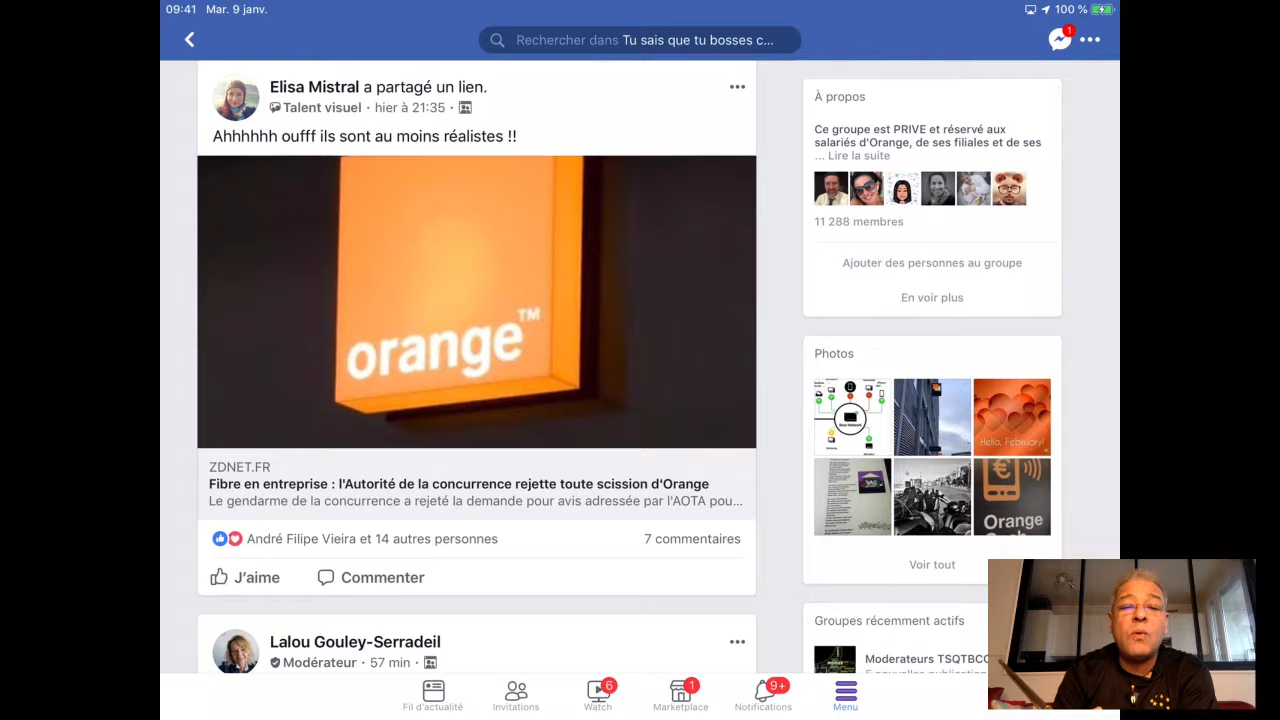 09:41 Mar. 9 janv.
100 %
Rechercher dans Tu sais que tu bosses c...
1
Elisa Mistral a partagé un lien.
Talent visuel · hier à 21:35 ·
Ahhhhhh oufff ils sont au moins réalistes !!
orange™
ZDNET.FR
Fibre en entreprise : l'Autorité de la concurrence rejette toute scission d'Orange
Le gendarme de la concurrence a rejeté la demande pour avis adressée par l'AOTA pou...
André Filipe Vieira et 14 autres personnes
7 commentaires
J'aime
Commenter
Lalou Gouley-Serradeil
Modérateur · 57 min ·
À propos
Ce groupe est PRIVE et réservé aux
salariés d'Orange, de ses filiales et de ses
... Lire la suite
11 288 membres
Ajouter des personnes au groupe
En voir plus
Photos
Hello, February!
Orange
Voir tout
Groupes récemment actifs
Moderateurs
6
1
9+
Fil d'actualité
Invitations
Watch
Marketplace
Notifications
Menu